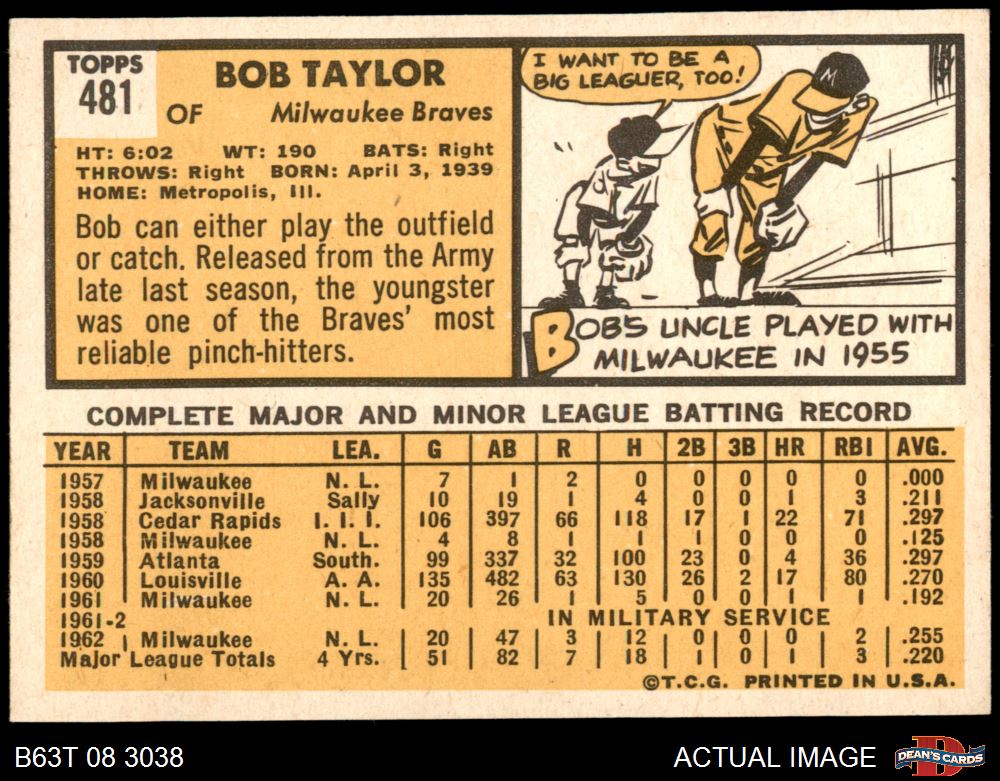 TOPPS
481
BOB TAYLOR
OF Milwaukee Braves
HT: 6:02 WT: 190 BATS: Right
THROWS: Right BORN: April 3, 1939
HOME: Metropolis, Ill.
Bob can either play the outfield
or catch. Released from the Army
late last season, the youngster
was one of the Braves' most
reliable pinch-hitters.
I WANT TO BE A
BIG LEAGUER, TOO!
M
BOB'S UNCLE PLAYED WITH
MILWAUKEE IN 1955
COMPLETE MAJOR AND MINOR LEAGUE BATTING RECORD
YEAR TEAM LEA. G AB R H 2B 3B HR RBI AVG.
1957 Milwaukee N. L. 7 1 2 0 0 0 0 0 .000
1958 Jacksonville Sally 10 19 1 4 0 0 1 3 .211
1958 Cedar Rapids I. I. I. 106 397 66 118 17 1 22 71 .297
1958 Milwaukee N. L. 4 8 1 1 1 0 0 0 .125
1959 Atlanta South. 99 337 32 100 23 0 4 36 .297
1960 Louisville A. A. 135 482 63 130 26 2 17 80 .270
1961 Milwaukee N. L. 20 26 1 5 0 0 1 1 .192
1961-2 IN MILITARY SERVICE
1962 Milwaukee N. L. 20 47 3 12 0 0 0 2 .255
Major League Totals 4 Yrs. 51 82 7 18 1 0 1 3 .220
©T.C.G. PRINTED IN U.S.A.
B63T 08 3038 ACTUAL IMAGE D DEAN'S CARDS